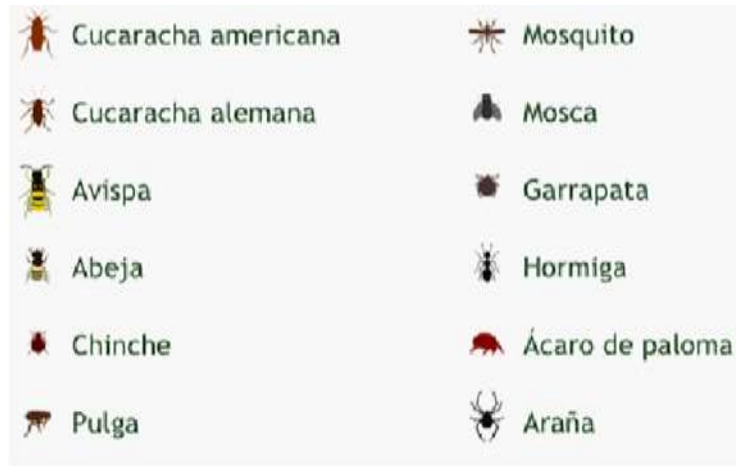 Cucaracha americana
Cucaracha alemana
Avispa
Abeja
Chinche
Pulga
Mosquito
Mosca
Garrapata
Hormiga
Ácaro de paloma
Araña